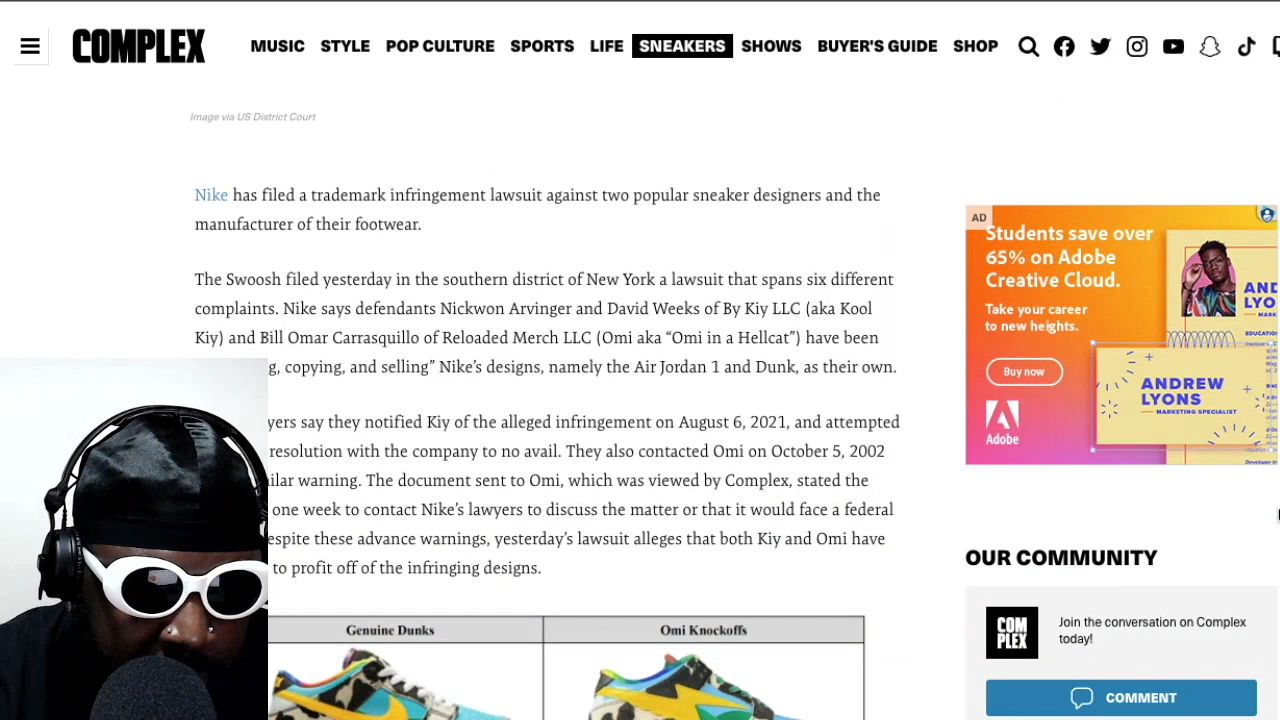 COMPLEX
MUSIC STYLE POP CULTURE SPORTS LIFE SNEAKERS SHOWS BUYER'S GUIDE SHOP
Image via US District Court
Nike has filed a trademark infringement lawsuit against two popular sneaker designers and the
manufacturer of their footwear.
The Swoosh filed yesterday in the southern district of New York a lawsuit that spans six different
complaints. Nike says defendants Nickwon Arvinger and David Weeks of By Kiy LLC (aka Kool
Kiy) and Bill Omar Carrasquillo of Reloaded Merch LLC (Omi aka “Omi in a Hellcat”) have been
g, copying, and selling” Nike’s designs, namely the Air Jordan 1 and Dunk, as their own.
yers say they notified Kiy of the alleged infringement on August 6, 2021, and attempted
resolution with the company to no avail. They also contacted Omi on October 5, 2002
ilar warning. The document sent to Omi, which was viewed by Complex, stated the
one week to contact Nike’s lawyers to discuss the matter or that it would face a federal
espite these advance warnings, yesterday’s lawsuit alleges that both Kiy and Omi have
to profit off of the infringing designs.
Genuine Dunks Omi Knockoffs
AD
Students save over
65% on Adobe
Creative Cloud.
Take your career
to new heights.
Buy now
Adobe
AND
LYO
MARK
EDUCATIO
ANDREW
LYONS
MARKETING SPECIALIST
OUR COMMUNITY
COM
PLEX
Join the conversation on Complex
today!
COMMENT